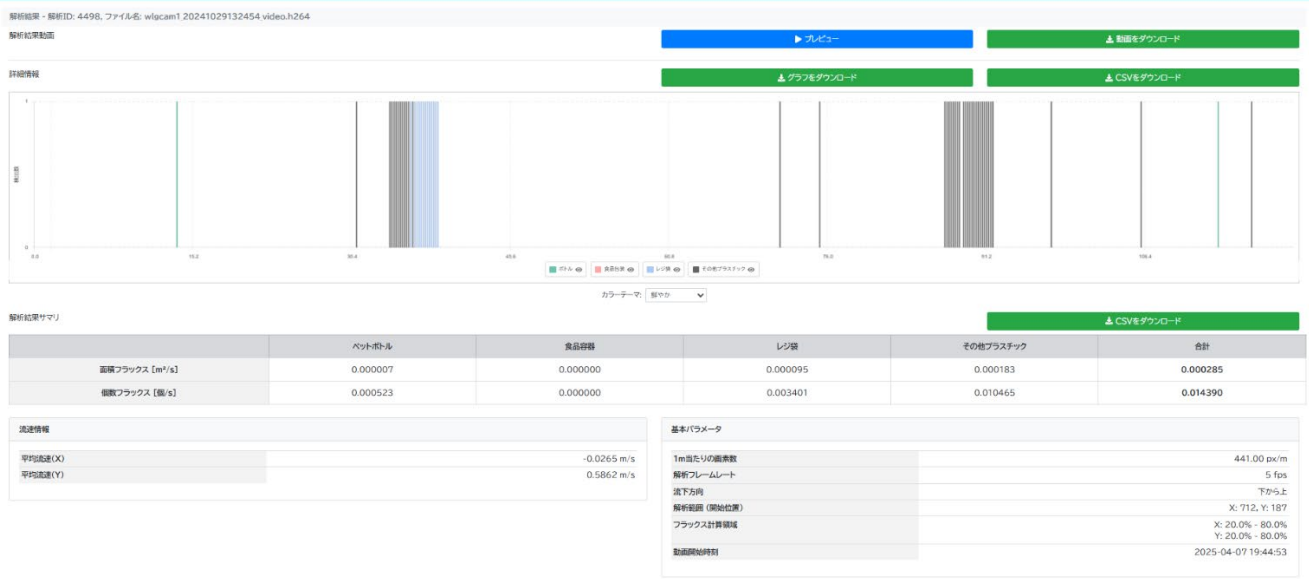 解析結果 - 解析ID: 4498, ファイル名: wlgcam1_20241029132454_video.h264
解析結果動画
プレビュー
動画をダウンロード
詳細情報
グラフをダウンロード
CSVをダウンロード
1
検出数
0
0.0 15.2 30.4 45.6 60.8 76.0 91.2 106.4
ボトル 食品包装 レジ袋 その他プラスチック
カラーテーマ: 鮮やか
解析結果サマリ
CSVをダウンロード
ペットボトル 食品容器 レジ袋 その他プラスチック 合計
面積フラックス [m²/s] 0.000007 0.000000 0.000095 0.000183 0.000285
個数フラックス [個/s] 0.000523 0.000000 0.003401 0.010465 0.014390
流速情報
平均流速(X) -0.0265 m/s
平均流速(Y) 0.5862 m/s
基本パラメータ
1m当たりの画素数 441.00 px/m
解析フレームレート 5 fps
流下方向 下から上
解析範囲 (開始位置) X: 712, Y: 187
フラックス計算領域 X: 20.0% - 80.0%
Y: 20.0% - 80.0%
動画開始時刻 2025-04-07 19:44:53